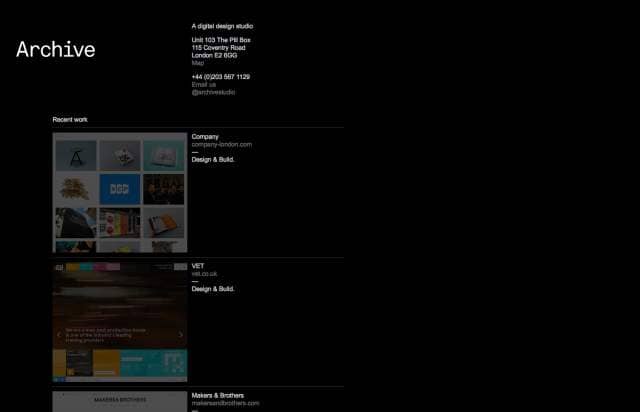 Archive
A digital design studio
Unit 103 The Pill Box
115 Coventry Road
London E2 6GG
Map
+44 (0)203 567 1129
Email us
@archivestudio
Recent work
Company
company-london.com
—
Design & Build.
VET
vet.co.uk
—
Design & Build.
Makers & Brothers
makersandbrothers.com
MAKERS& BROTHERS